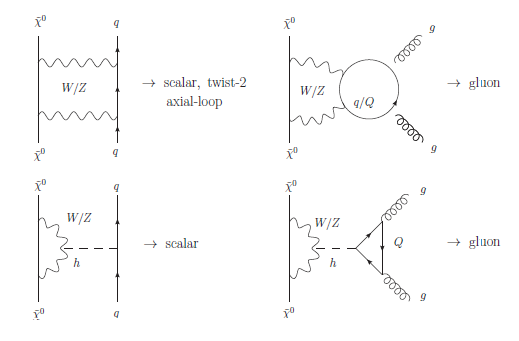 χ̃⁰ q
W/Z → scalar, twist-2
axial-loop
χ̃⁰ q
χ̃⁰ g
W/Z q/Q → gluon
χ̃⁰ g
χ̃⁰ q
W/Z
→ scalar
h
χ̃⁰ q
χ̃⁰ g
W/Z
Q → gluon
h
g
χ̃⁰